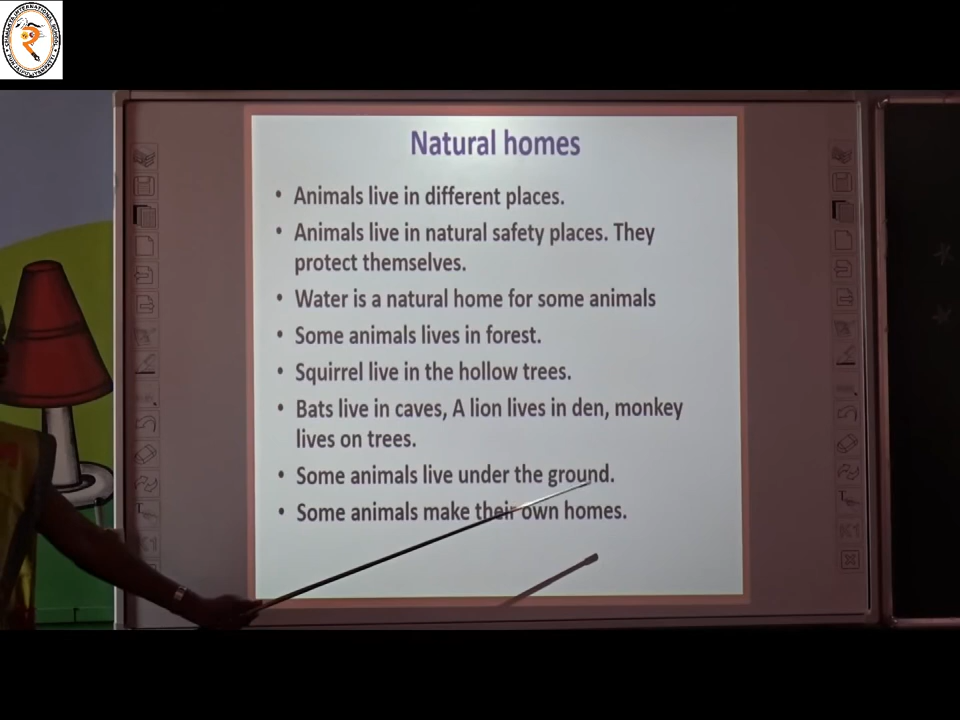 Natural homes
• Animals live in different places.
• Animals live in natural safety places. They
protect themselves.
• Water is a natural home for some animals
• Some animals lives in forest.
• Squirrel live in the hollow trees.
• Bats live in caves, A lion lives in den, monkey
lives on trees.
• Some animals live under the ground.
• Some animals make their own homes.